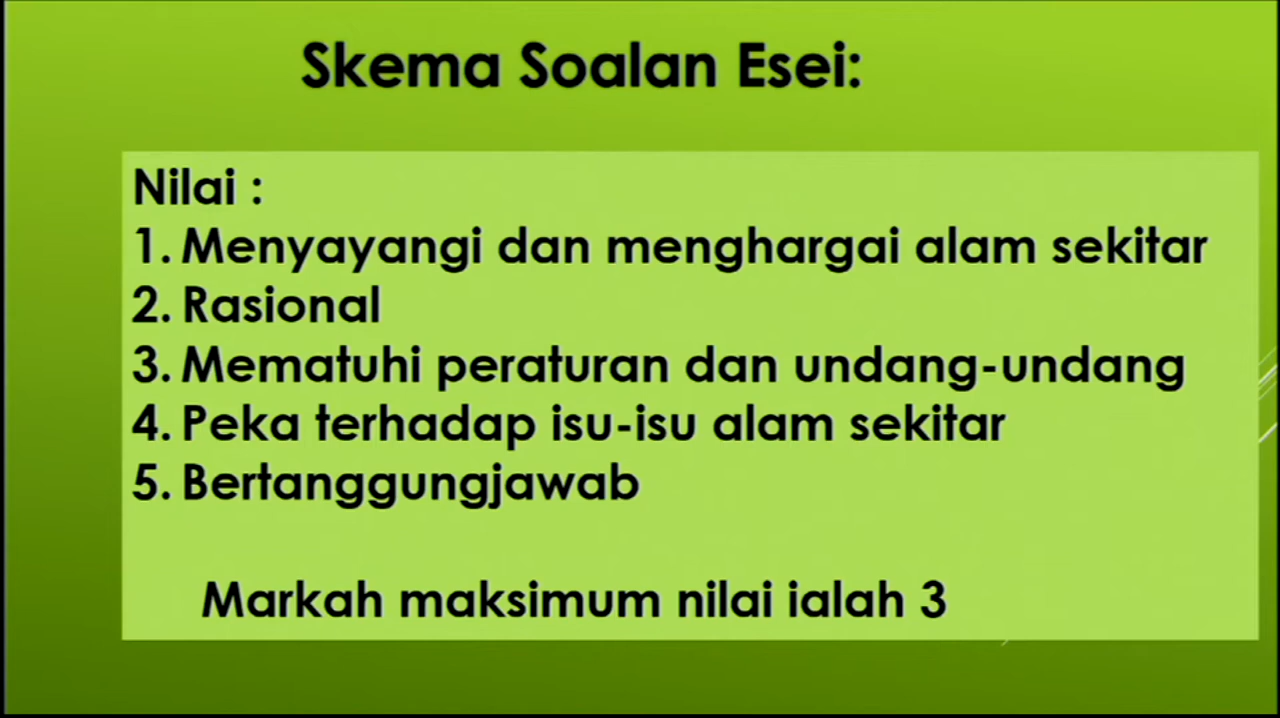 Skema Soalan Esei:
Nilai :
1. Menyayangi dan menghargai alam sekitar
2. Rasional
3. Mematuhi peraturan dan undang-undang
4. Peka terhadap isu-isu alam sekitar
5. Bertanggungjawab
Markah maksimum nilai ialah 3